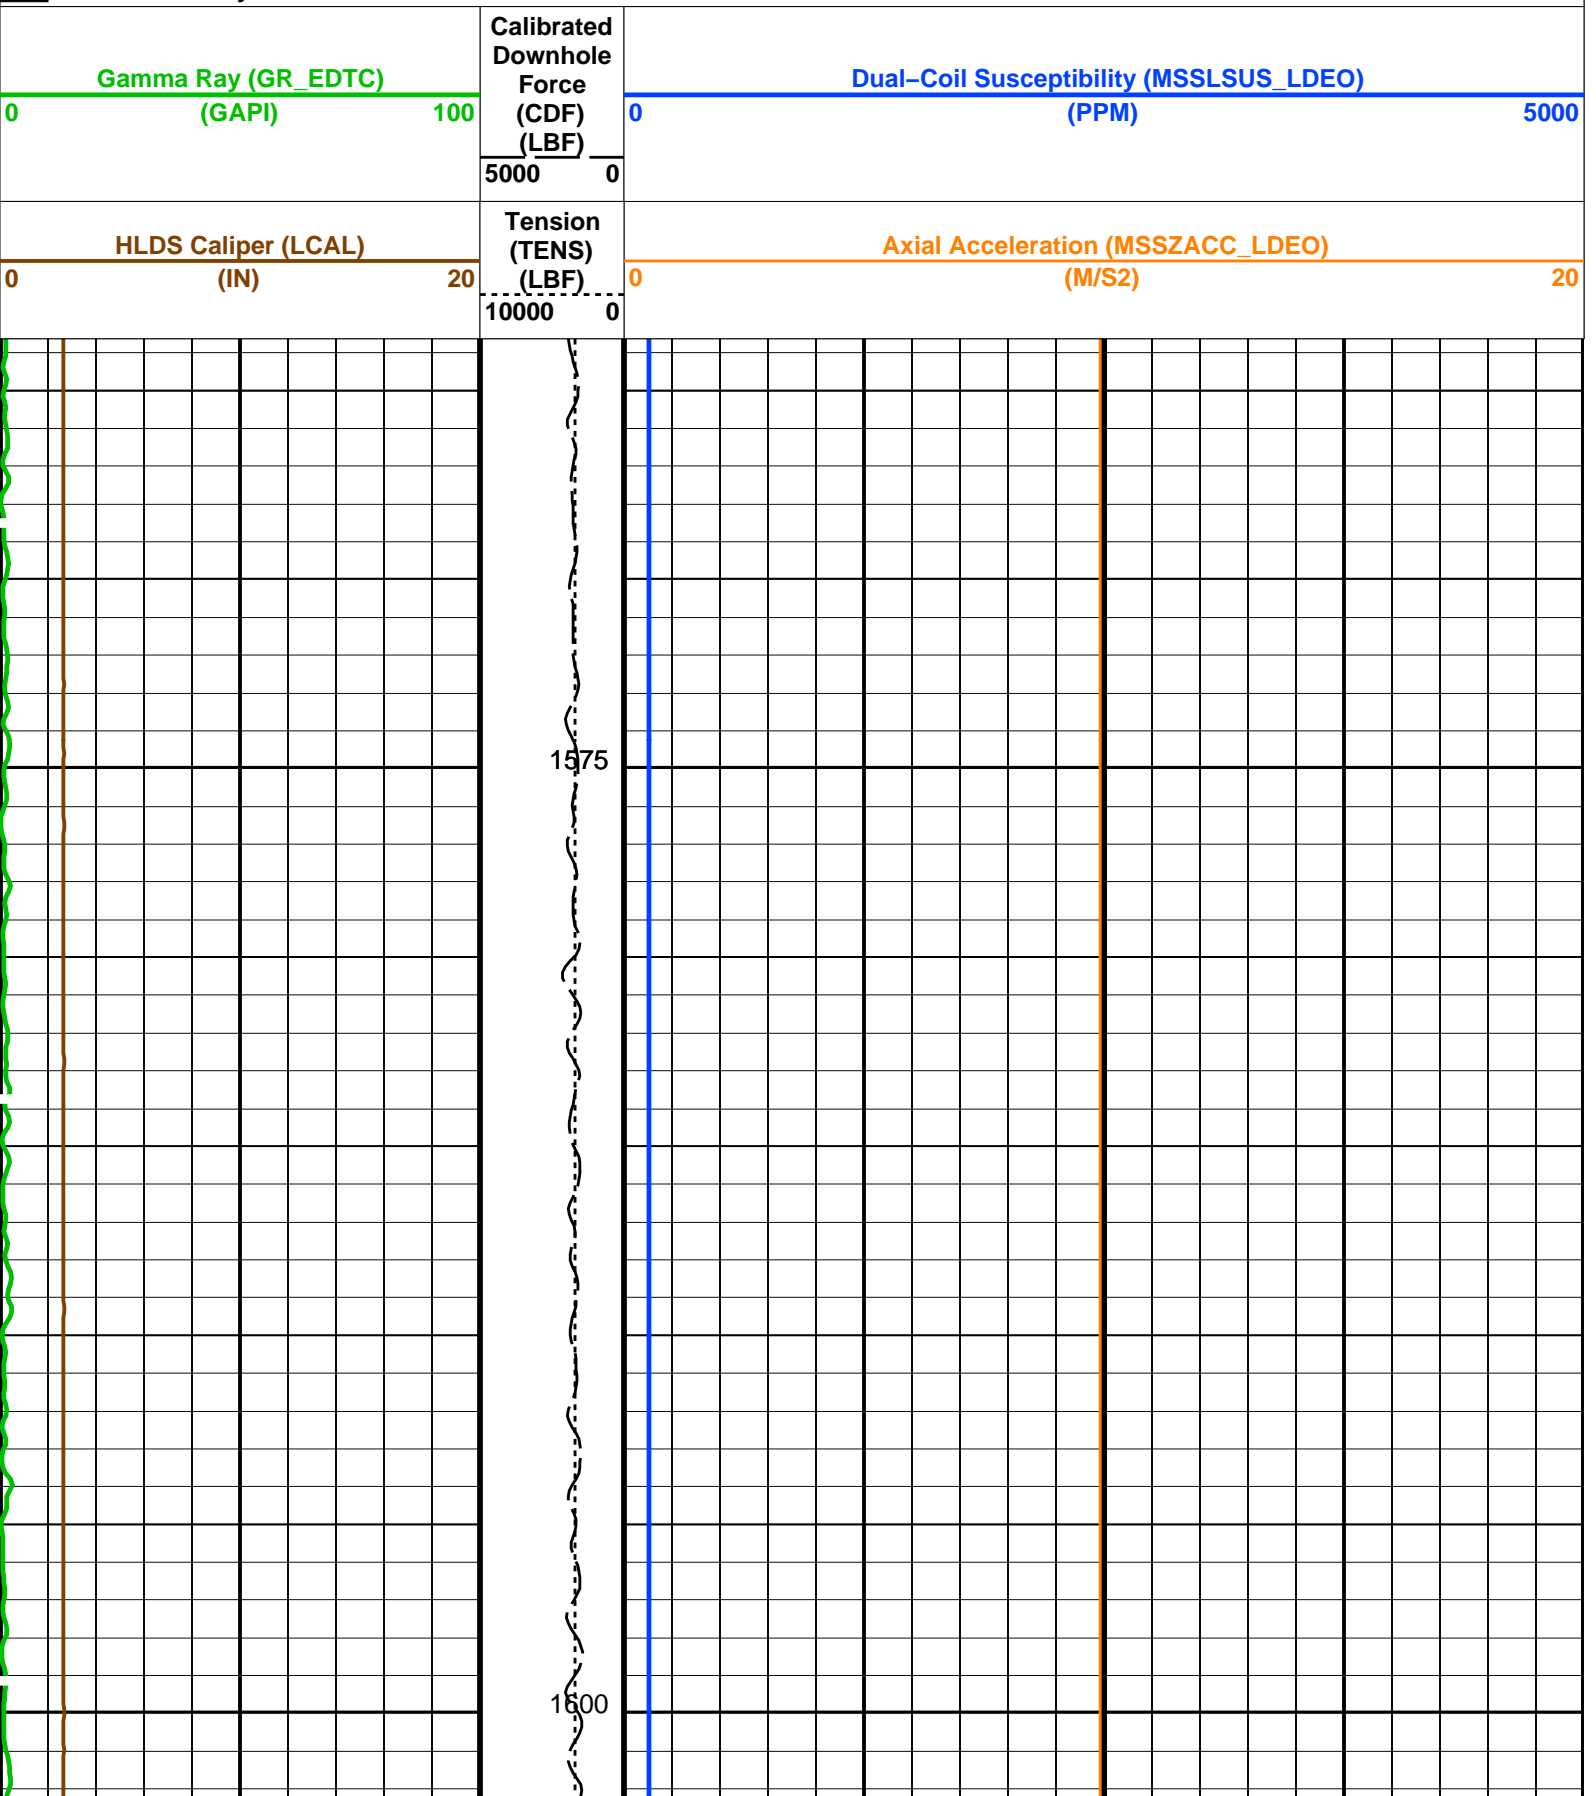 Gamma Ray (GR_EDTC)
0 (GAPI) 100
Calibrated
Downhole
Force
(CDF)
(LBF)
5000 0
Dual−Coil Susceptibility (MSSLSUS_LDEO)
0 (PPM) 5000
HLDS Caliper (LCAL)
0 (IN) 20
Tension
(TENS)
(LBF)
10000 0
Axial Acceleration (MSSZACC_LDEO)
0 (M/S2) 20
1575
1600